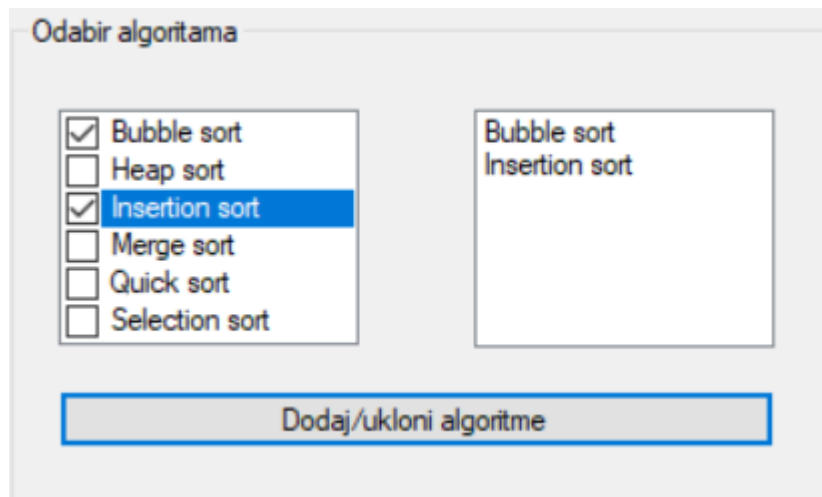 Odabir algoritama
Bubble sort
Heap sort
Insertion sort
Merge sort
Quick sort
Selection sort
Bubble sort
Insertion sort
Dodaj/ukloni algoritme